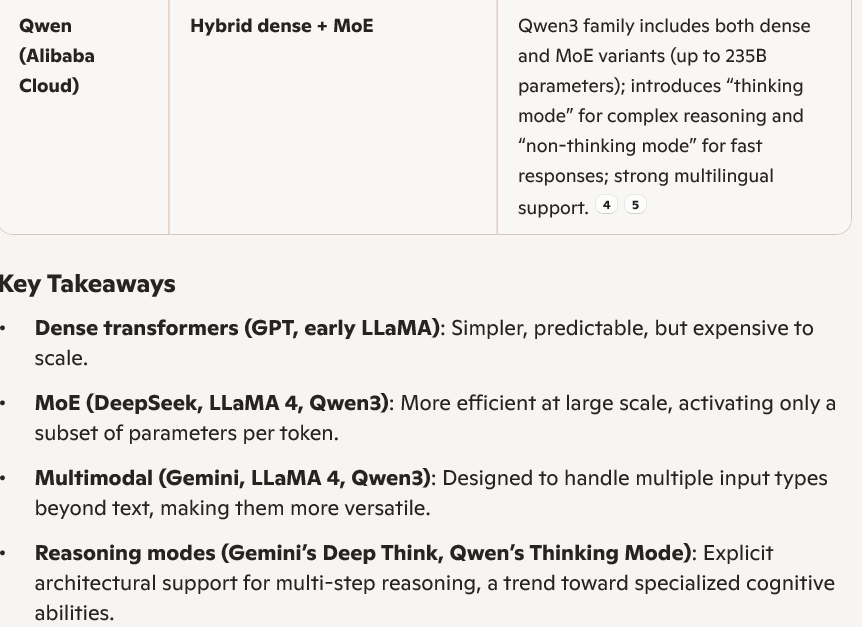 Qwen
(Alibaba
Cloud)
Hybrid dense + MoE
Qwen3 family includes both dense
and MoE variants (up to 235B
parameters); introduces “thinking
mode” for complex reasoning and
“non-thinking mode” for fast
responses; strong multilingual
support. 4 5
Key Takeaways
• Dense transformers (GPT, early LLaMA): Simpler, predictable, but expensive to
scale.
• MoE (DeepSeek, LLaMA 4, Qwen3): More efficient at large scale, activating only a
subset of parameters per token.
• Multimodal (Gemini, LLaMA 4, Qwen3): Designed to handle multiple input types
beyond text, making them more versatile.
• Reasoning modes (Gemini’s Deep Think, Qwen’s Thinking Mode): Explicit
architectural support for multi-step reasoning, a trend toward specialized cognitive
abilities.